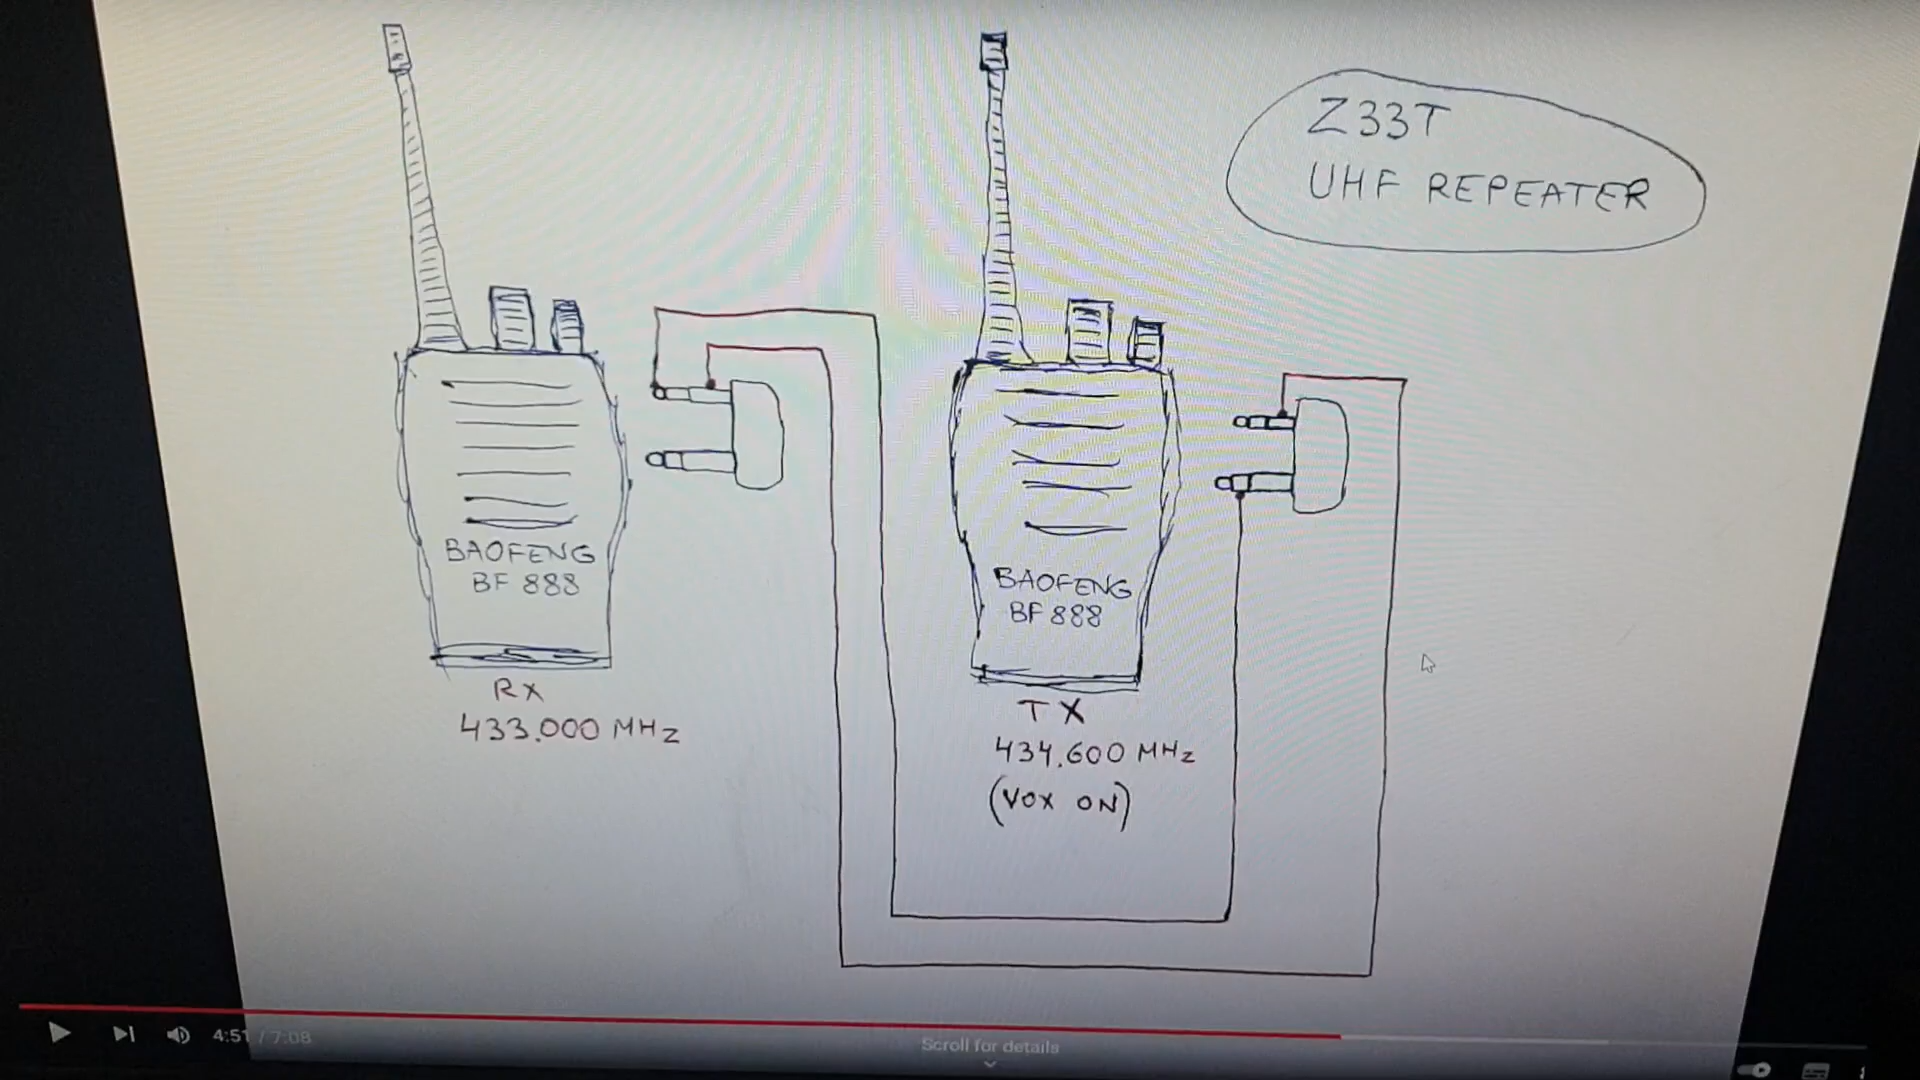 Z33T
UHF REPEATER
BAOFENG
BF 888
RX
433.000 MHz
BAOFENG
BF 888
TX
434.600 MHz
(VOX ON)
4:51 / 7:08
Scroll for details